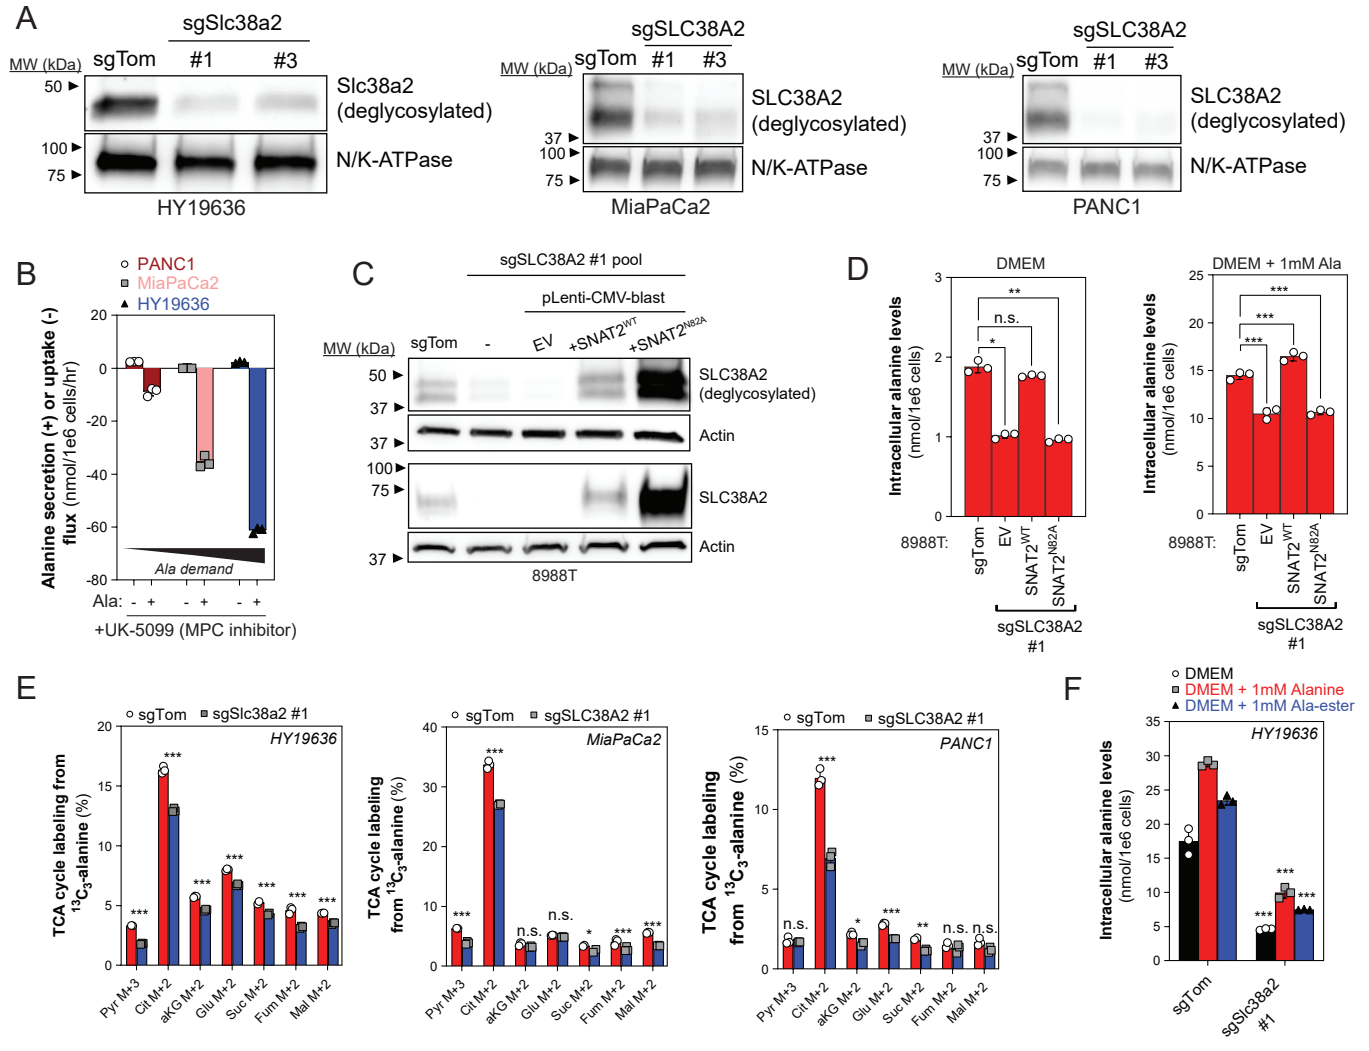 A
sgSlc38a2
sgTom #1 #3
MW (kDa)
50
Slc38a2
(deglycosylated)
100
75
N/K-ATPase
HY19636
sgSLC38A2
sgTom #1 #3
MW (kDa)
SLC38A2
(deglycosylated)
37
100
75
N/K-ATPase
MiaPaCa2
sgSLC38A2
sgTom #1 #3
MW (kDa)
SLC38A2
(deglycosylated)
37
100
75
N/K-ATPase
PANC1
B
PANC1
MiaPaCa2
HY19636
Alanine secretion (+) or uptake (-)
flux (nmol/1e6 cells/hr)
20
0
-20
-40
-60
-80
Ala demand
Ala: - + - + - +
+UK-5099 (MPC inhibitor)
C
sgSLC38A2 #1 pool
pLenti-CMV-blast
MW (kDa)
sgTom - EV +SNAT2WT +SNAT2N82A
50
37
SLC38A2
(deglycosylated)
37
Actin
100
75
SLC38A2
37
Actin
8988T
D
DMEM
Intracellular alanine levels
(nmol/1e6 cells)
3
2
1
0
**
n.s.
*
8988T:
sgTom
EV
SNAT2WT
SNAT2N82A
sgSLC38A2
#1
DMEM + 1mM Ala
Intracellular alanine levels
(nmol/1e6 cells)
25
20
15
10
5
0
***
***
***
8988T:
sgTom
EV
SNAT2WT
SNAT2N82A
sgSLC38A2
#1
E
sgTom sgSlc38a2 #1
HY19636
TCA cycle labeling from
13C3-alanine (%)
20
15
10
5
0
*** *** *** *** *** *** ***
Pyr M+3
Cit M+2
aKG M+2
Glu M+2
Suc M+2
Fum M+2
Mal M+2
sgTom sgSLC38A2 #1
MiaPaCa2
TCA cycle labeling
from 13C3-alanine (%)
40
30
20
10
0
*** *** n.s. n.s. * *** ***
Pyr M+3
Cit M+2
aKG M+2
Glu M+2
Suc M+2
Fum M+2
Mal M+2
sgTom sgSLC38A2 #1
PANC1
TCA cycle labeling
from 13C3-alanine (%)
15
10
5
0
n.s. *** * *** ** n.s. n.s.
Pyr M+3
Cit M+2
aKG M+2
Glu M+2
Suc M+2
Fum M+2
Mal M+2
F
DMEM
DMEM + 1mM Alanine
DMEM + 1mM Ala-ester
HY19636
Intracellular alanine levels
(nmol/1e6 cells)
35
30
25
20
15
10
5
0
*** *** ***
sgTom
sgSlc38a2
#1